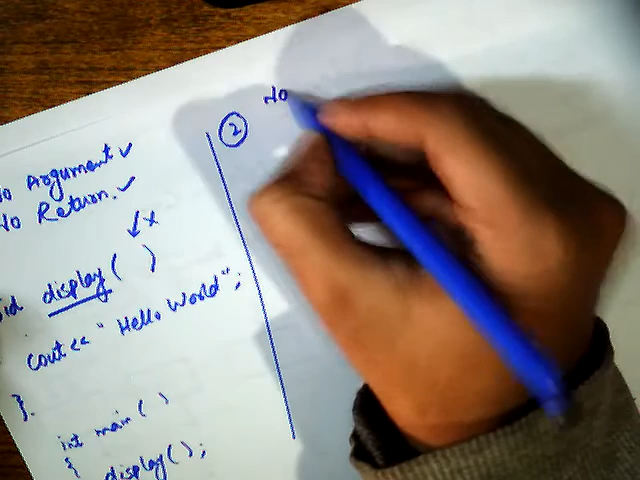 No Argument ✓
No Return. ✓
void display( )
x
cout<<"Hello World";
}.
int main( )
{ display();
2
No